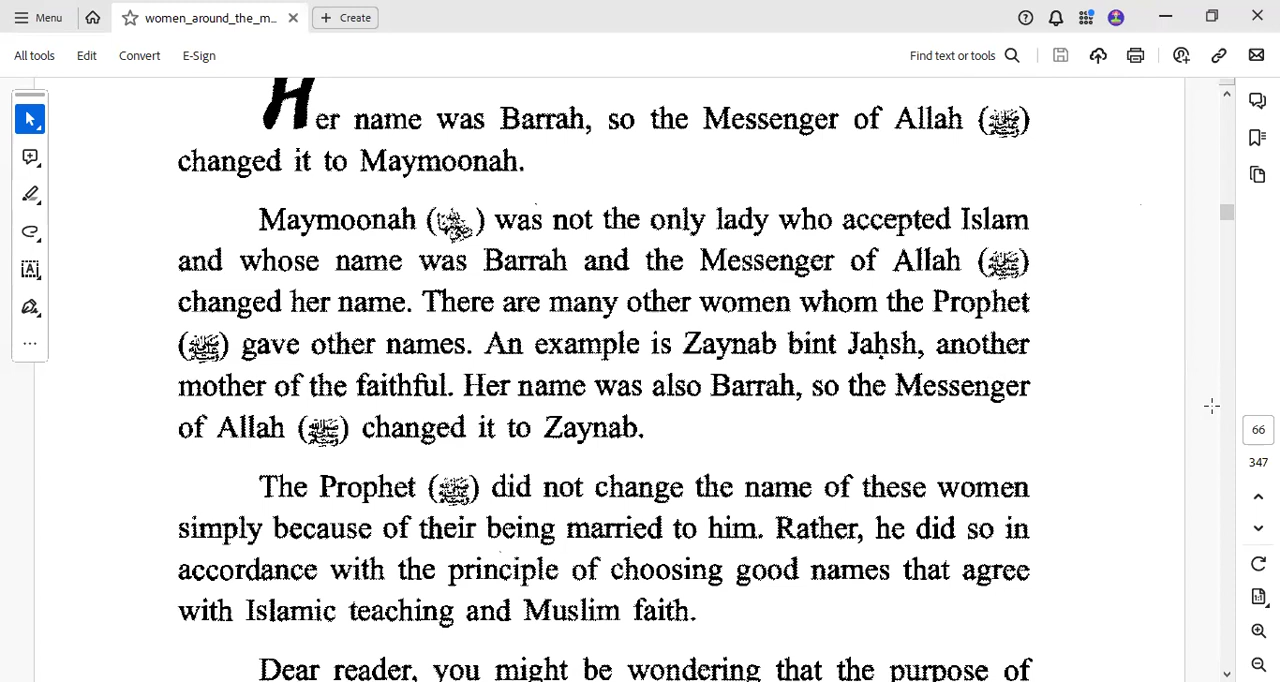 Menu
women_around_the_m...
Create
All tools Edit Convert E-Sign
Find text or tools
Her name was Barrah, so the Messenger of Allah (ﷺ)
changed it to Maymoonah.
Maymoonah () was not the only lady who accepted Islam
and whose name was Barrah and the Messenger of Allah (ﷺ)
changed her name. There are many other women whom the Prophet
(ﷺ) gave other names. An example is Zaynab bint Jaḥsh, another
mother of the faithful. Her name was also Barrah, so the Messenger
of Allah (ﷺ) changed it to Zaynab.
The Prophet (ﷺ) did not change the name of these women
simply because of their being married to him. Rather, he did so in
accordance with the principle of choosing good names that agree
with Islamic teaching and Muslim faith.
Dear reader, you might be wondering that the purpose of
66
347